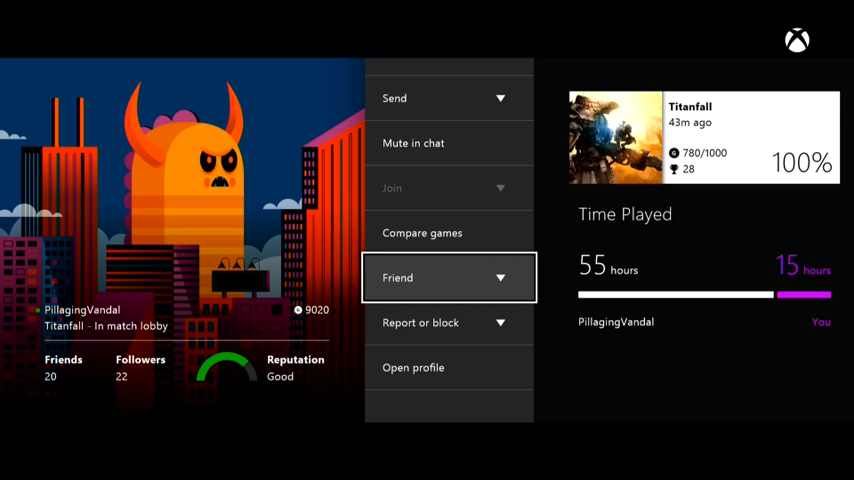 PillagingVandal
9020
Titanfall - In match lobby
Friends
20
Followers
22
Reputation
Good
Send
Mute in chat
Join
Compare games
Friend
Report or block
Open profile
Titanfall
43m ago
G 780/1000
28
100%
Time Played
55 hours
15 hours
PillagingVandal
You